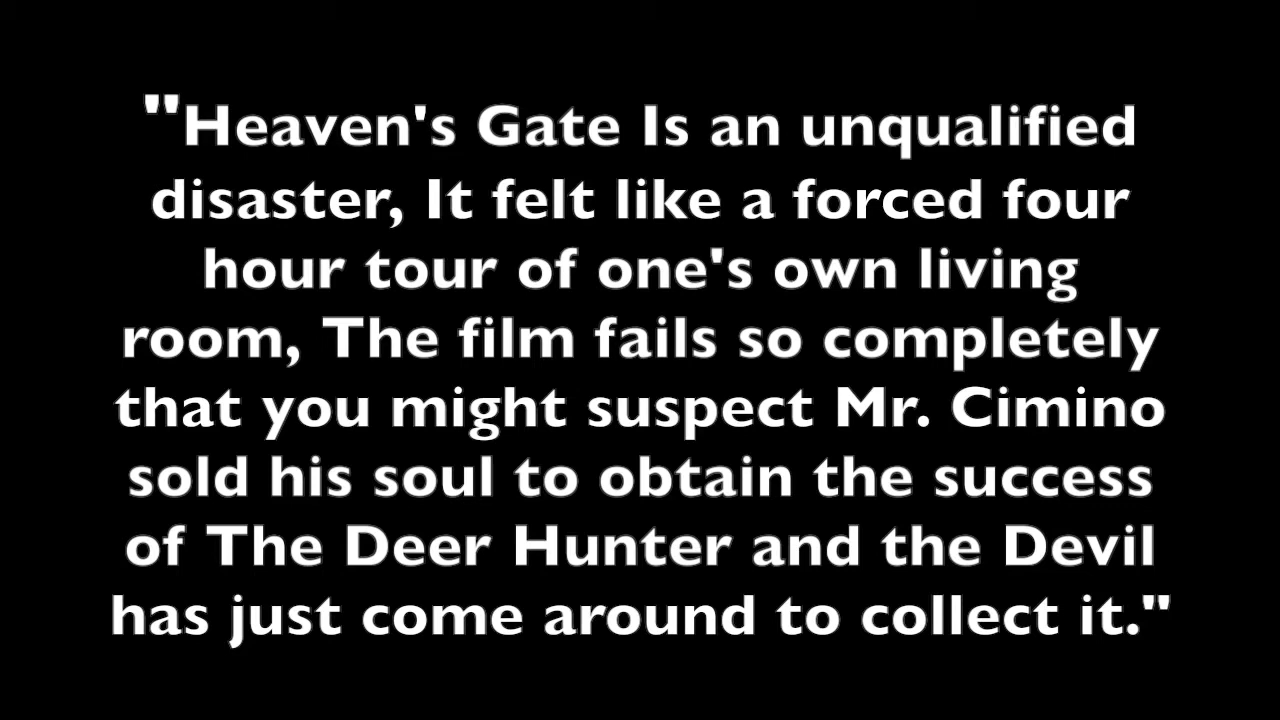 "Heaven's Gate Is an unqualified
disaster, It felt like a forced four
hour tour of one's own living
room, The film fails so completely
that you might suspect Mr. Cimino
sold his soul to obtain the success
of The Deer Hunter and the Devil
has just come around to collect it."